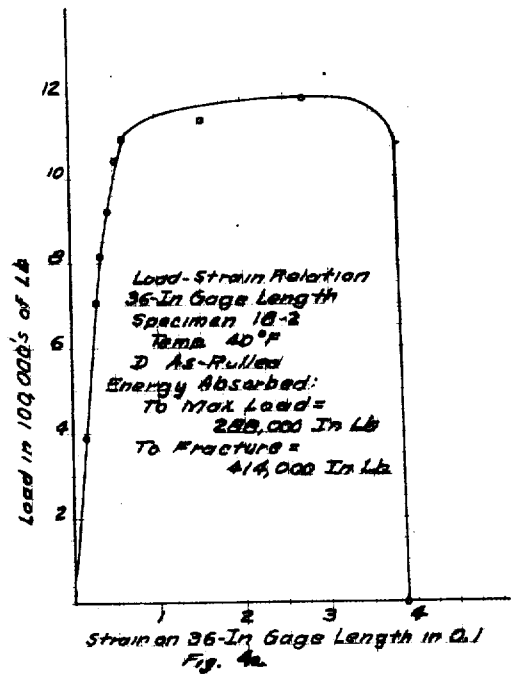 12
10
8
6
4
2
Load in 100,000's of Lb
Load-Strain Relation
36-In Gage Length
Specimen 18-2
Temp 40°F
D As-Rolled
Energy Absorbed:
To Max Load =
288,000 In Lb
To Fracture =
414,000 In Lb
1 2 3 4
Strain on 36-In Gage Length in 0.1
Fig. 4a